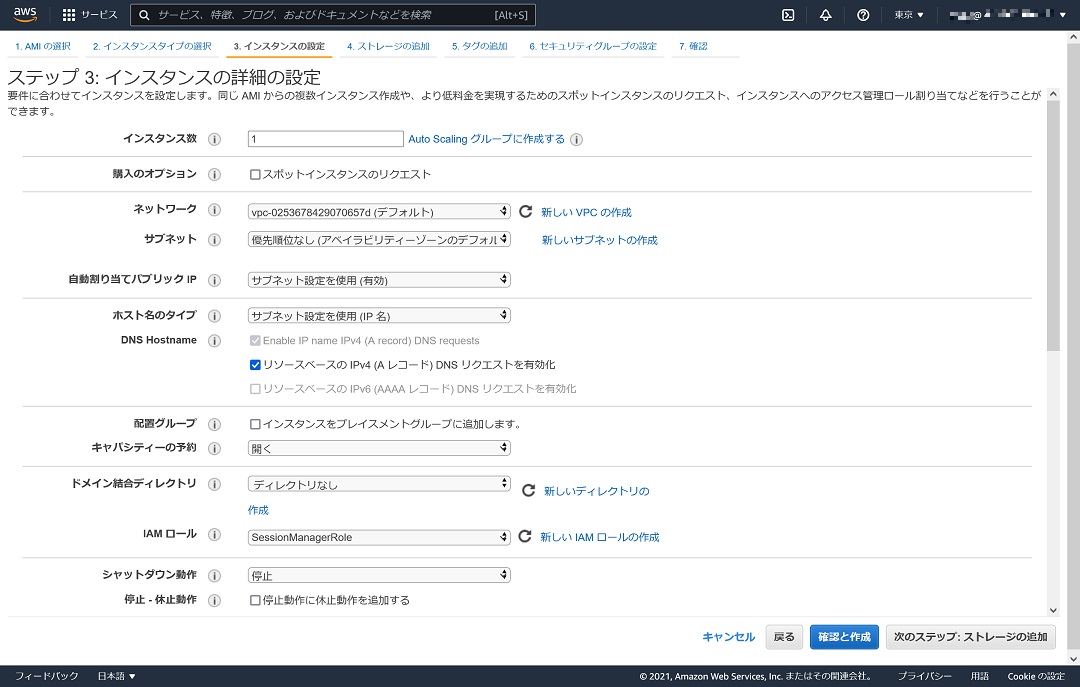 aws サービス サービス、特徴、ブログ、およびドキュメントなどを検索 [Alt+S] 東京 ▼
1. AMI の選択 2. インスタンスタイプの選択 3. インスタンスの設定 4. ストレージの追加 5. タグの追加 6. セキュリティグループの設定 7. 確認
ステップ 3: インスタンスの詳細の設定
要件に合わせてインスタンスを設定します。同じ AMI からの複数インスタンス作成や、より低料金を実現するためのスポットインスタンスのリクエスト、インスタンスへのアクセス管理ロール割り当てなどを行うことが
できます。
インスタンス数 1 Auto Scaling グループに作成する
購入のオプション スポットインスタンスのリクエスト
ネットワーク vpc-0253678429070657d (デフォルト) 新しい VPC の作成
サブネット 優先順位なし (アベイラビリティーゾーンのデフォル 新しいサブネットの作成
自動割り当てパブリック IP サブネット設定を使用 (有効)
ホスト名のタイプ サブネット設定を使用 (IP 名)
DNS Hostname Enable IP name IPv4 (A record) DNS requests
リソースベースの IPv4 (A レコード) DNS リクエストを有効化
リソースベースの IPv6 (AAAA レコード) DNS リクエストを有効化
配置グループ インスタンスをプレイスメントグループに追加します。
キャパシティーの予約 開く
ドメイン結合ディレクトリ ディレクトリなし 新しいディレクトリの
作成
IAM ロール SessionManagerRole 新しい IAM ロールの作成
シャットダウン動作 停止
停止 - 休止動作 停止動作に休止動作を追加する
キャンセル 戻る 確認と作成 次のステップ: ストレージの追加
フィードバック 日本語 ▼ © 2021, Amazon Web Services, Inc. またはその関連会社。 プライバシー 用語 Cookie の設定